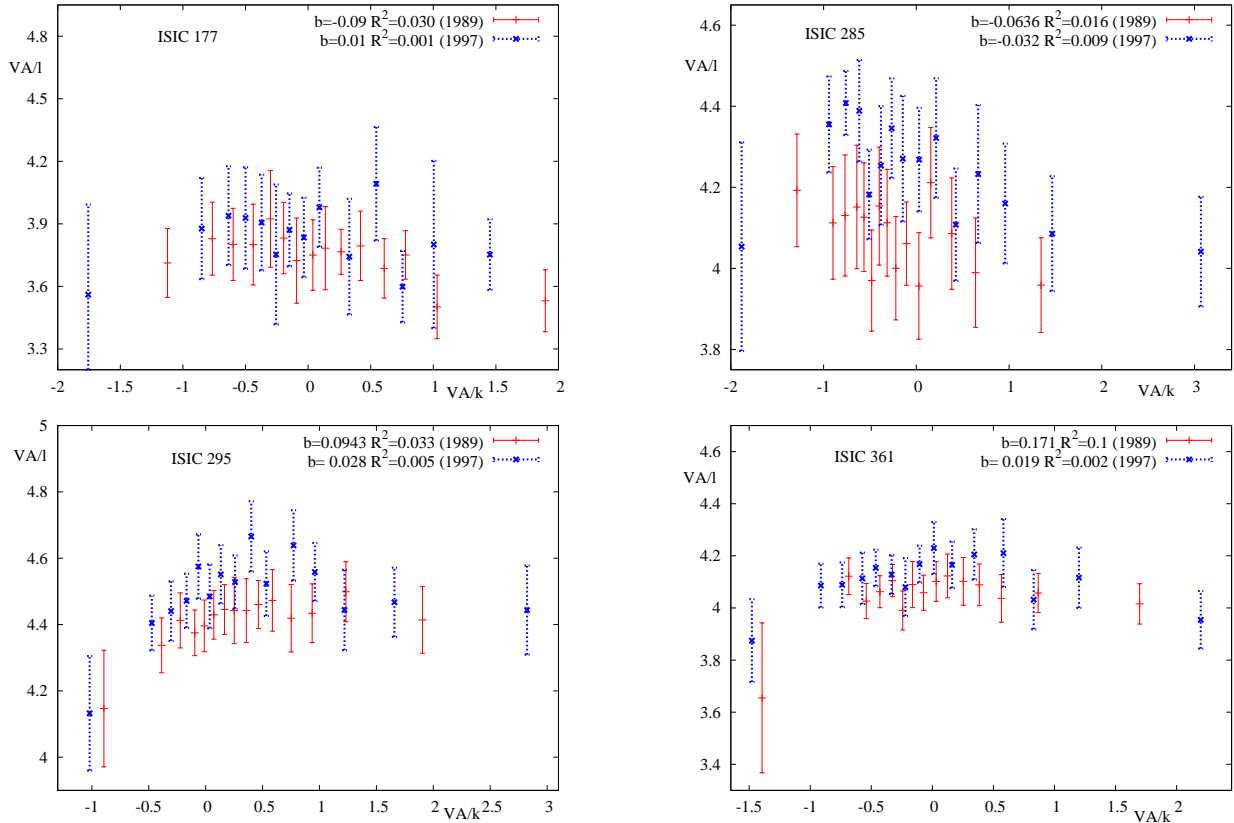 b=-0.09 R²=0.030 (1989)
b=0.01 R²=0.001 (1997)
ISIC 177
VA/l
4.8
4.5
4.2
3.9
3.6
3.3
-2 -1.5 -1 -0.5 0 0.5 1 1.5 2
VA/k
b=-0.0636 R²=0.016 (1989)
b=-0.032 R²=0.009 (1997)
ISIC 285
VA/l
4.6
4.4
4.2
4
3.8
-2 -1 0 1 2 3
VA/k
b=0.0943 R²=0.033 (1989)
b= 0.028 R²=0.005 (1997)
ISIC 295
VA/l
5
4.8
4.6
4.4
4.2
4
-1 -0.5 0 0.5 1 1.5 2 2.5 3
VA/k
b=0.171 R²=0.1 (1989)
b= 0.019 R²=0.002 (1997)
ISIC 361
VA/l
4.6
4.4
4.2
4
3.8
3.6
3.4
-1.5 -1 -0.5 0 0.5 1 1.5 2
VA/k